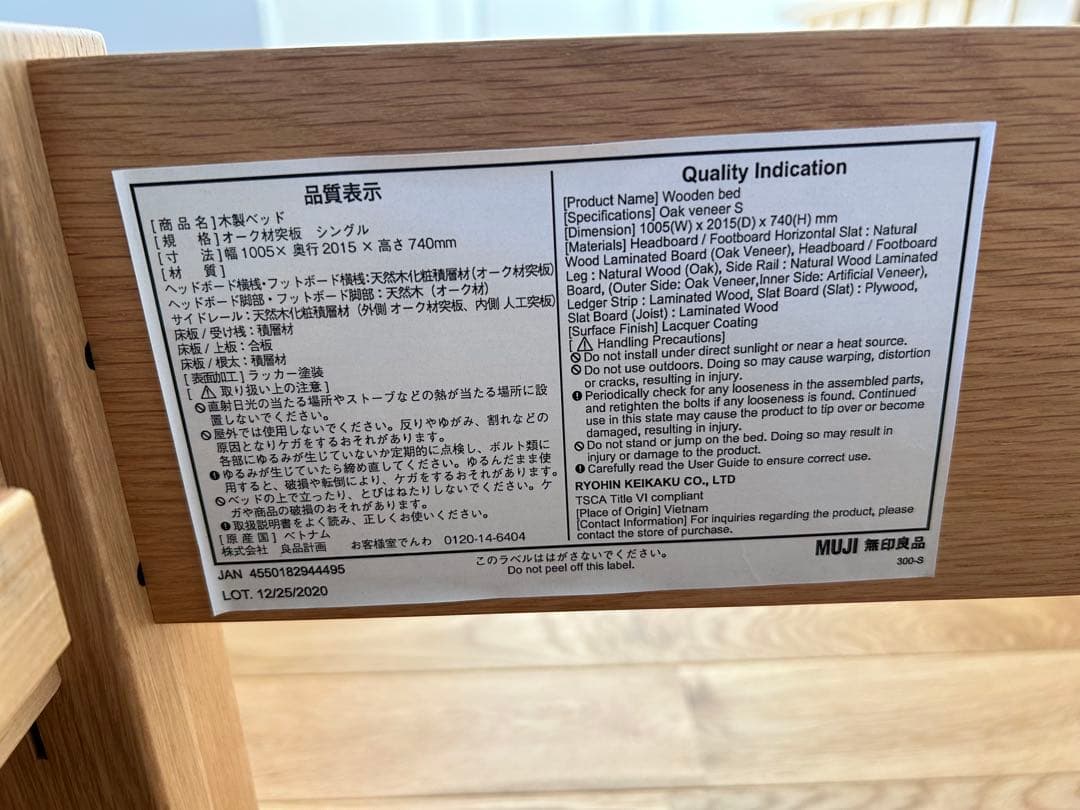 品質表示
[商 品 名]木製ベッド
[規　　格]オーク材突板　シングル
[寸　　法]幅 1005× 奥行 2015 × 高さ 740mm
[材　　質]
ヘッドボード横桟・フットボード横桟:天然木化粧積層材(オーク材突板)
ヘッドボード脚部・フットボード脚部:天然木(オーク材)
サイドレール:天然木化粧積層材(外側 オーク材突板、内側 人工突板)
床板/受け桟:積層材
床板/上板:合板
床板/根太:積層材
[表面加工]ラッカー塗装
[ ⚠ 取り扱い上の注意 ]
直射日光の当たる場所やストーブなどの熱が当たる場所に設
置しないでください。
屋外では使用しないでください。反りやゆがみ、割れなどの
原因となりケガをするおそれがあります。
各部にゆるみが生じていないか定期的に点検し、ボルト類に
ゆるみが生じていたら締め直してください。ゆるんだまま使
用すると、破損や転倒により、ケガをするおそれがあります。
ベッドの上で立ったり、とびはねたりしないでください。ケ
ガや商品の破損のおそれがあります。
取扱説明書をよく読み、正しくお使いください。
[原 産 国] ベトナム
株式会社　良品計画　お客様室でんわ　0120-14-6404
Quality Indication
[Product Name] Wooden bed
[Specifications] Oak veneer S
[Dimension] 1005(W) x 2015(D) x 740(H) mm
[Materials] Headboard / Footboard Horizontal Slat : Natural
Wood Laminated Board (Oak Veneer), Headboard / Footboard
Leg : Natural Wood (Oak), Side Rail : Natural Wood Laminated
Board, (Outer Side: Oak Veneer,Inner Side: Artificial Veneer),
Ledger Strip : Laminated Wood, Slat Board (Slat) : Plywood,
Slat Board (Joist) : Laminated Wood
[Surface Finish] Lacquer Coating
[ ⚠ Handling Precautions]
Do not install under direct sunlight or near a heat source.
Do not use outdoors. Doing so may cause warping, distortion
or cracks, resulting in injury.
Periodically check for any looseness in the assembled parts,
and retighten the bolts if any looseness is found. Continued
use in this state may cause the product to tip over or become
damaged, resulting in injury.
Do not stand or jump on the bed. Doing so may result in
injury or damage to the product.
Carefully read the User Guide to ensure correct use.
RYOHIN KEIKAKU CO., LTD
TSCA Title VI compliant
[Place of Origin] Vietnam
[Contact Information] For inquiries regarding the product, please
contact the store of purchase.
JAN 4550182944495
LOT. 12/25/2020
このラベルははがさないでください。
Do not peel off this label.
MUJI 無印良品
300-S